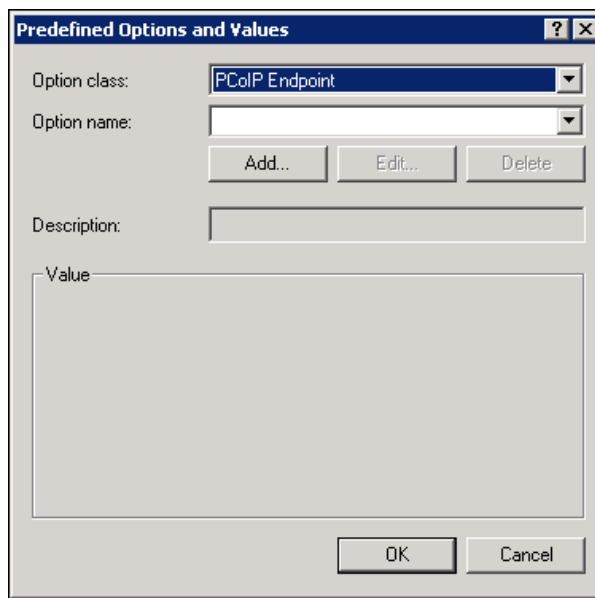 Predefined Options and Values
Option class: PCoIP Endpoint
Option name:
Add... Edit... Delete
Description:
Value
OK Cancel